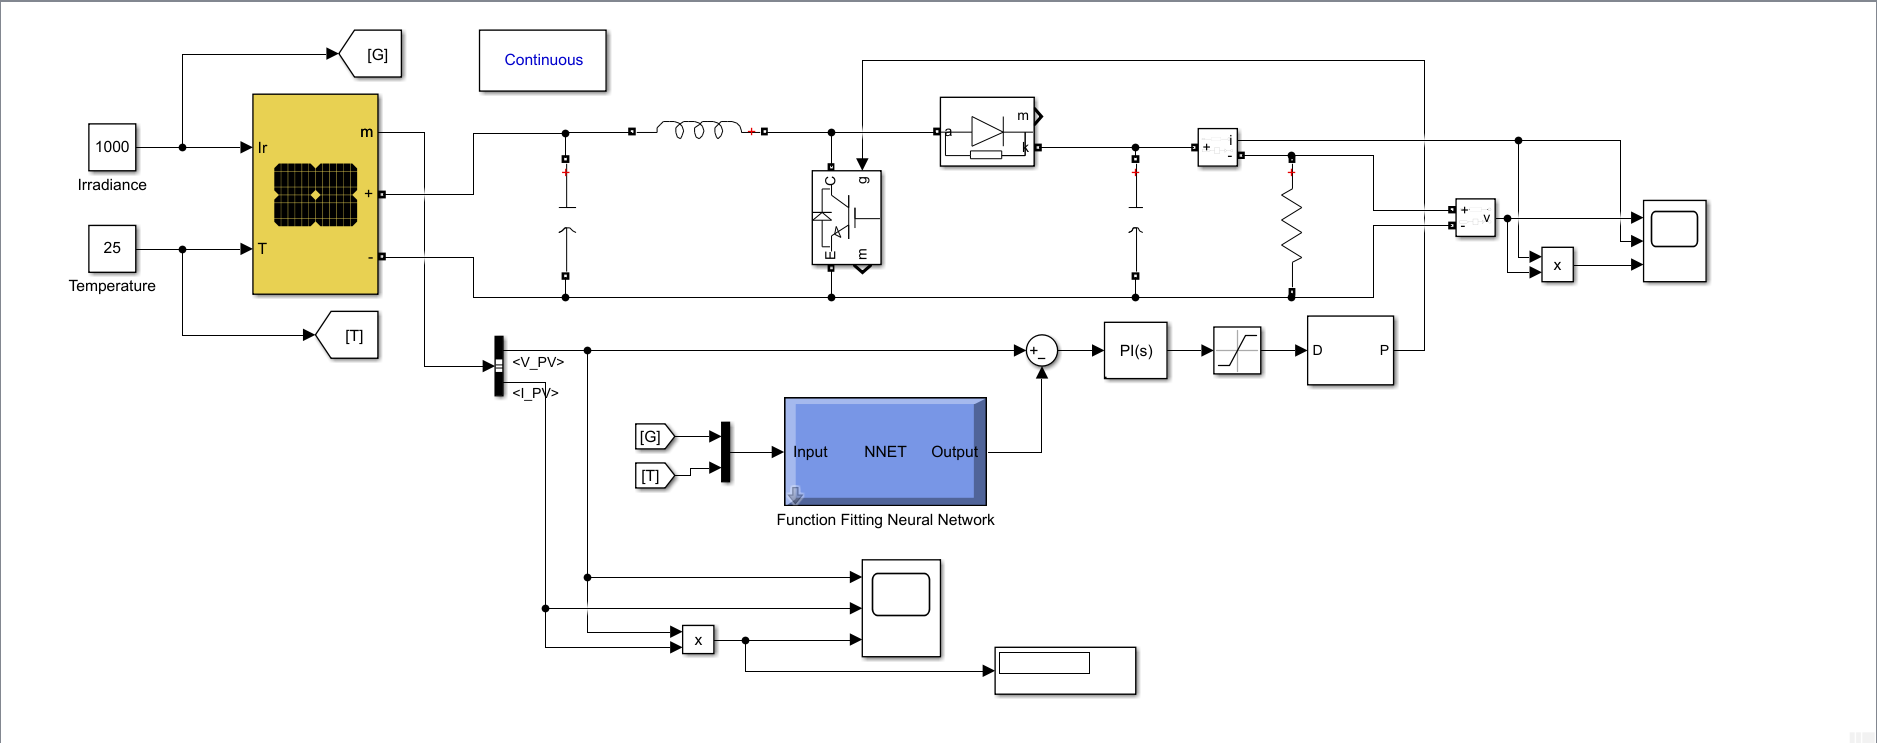 [G]
Continuous
1000
Irradiance
25
Temperature
Ir
T
m
+
-
[T]
+
+
C
g
E
m
a
m
k
+
+
i
-
+
+
-
v
x
<V_PV>
<I_PV>
+
-
PI(s)
D
P
[G]
[T]
Input
NNET
Output
Function Fitting Neural Network
x